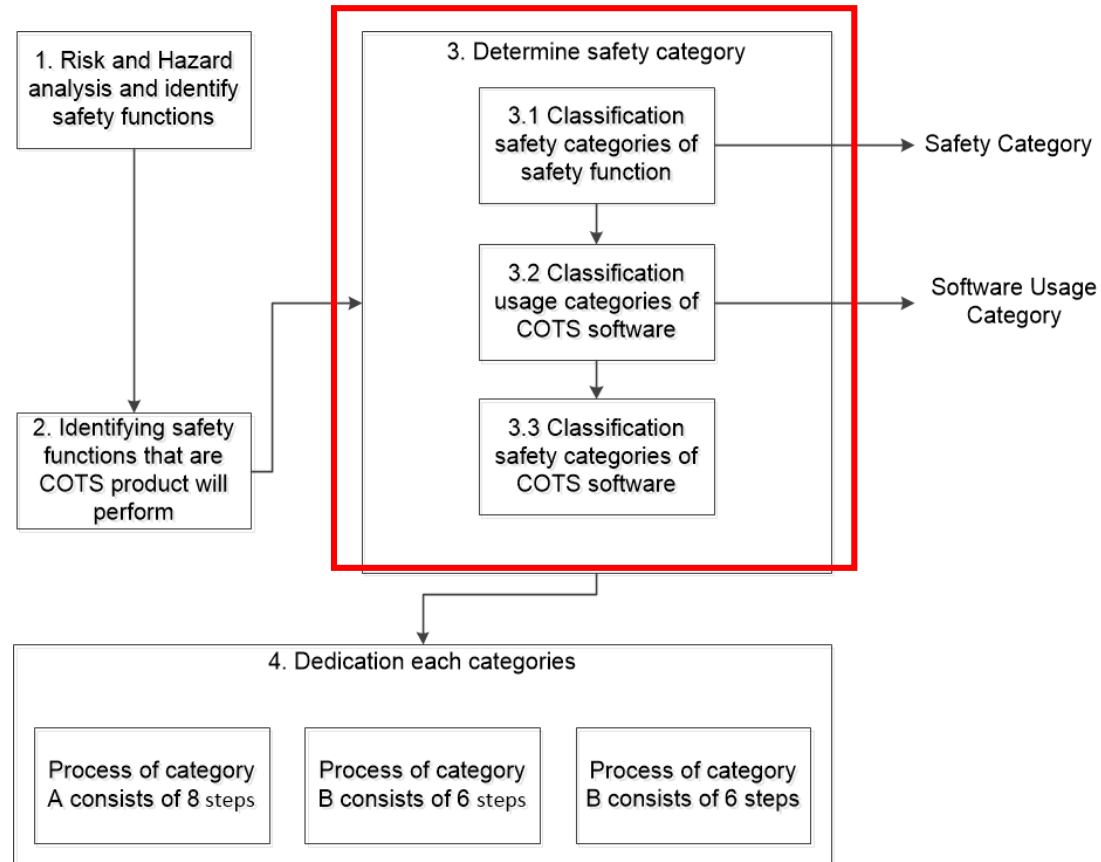 1. Risk and Hazard
analysis and identify
safety functions
2. Identifying safety
functions that are
COTS product will
perform
3. Determine safety category
3.1 Classification
safety categories of
safety function
Safety Category
3.2 Classification
usage categories of
COTS software
Software Usage
Category
3.3 Classification
safety categories of
COTS software
4. Dedication each categories
Process of category
A consists of 8 steps
Process of category
B consists of 6 steps
Process of category
B consists of 6 steps